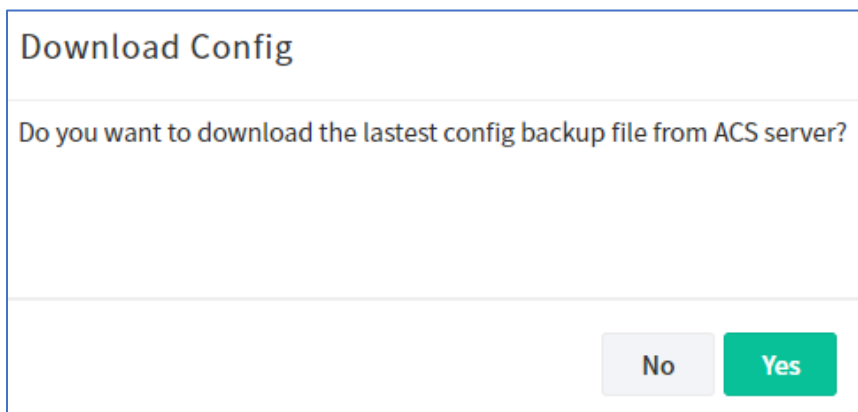 Download Config
Do you want to download the lastest config backup file from ACS server?
No
Yes